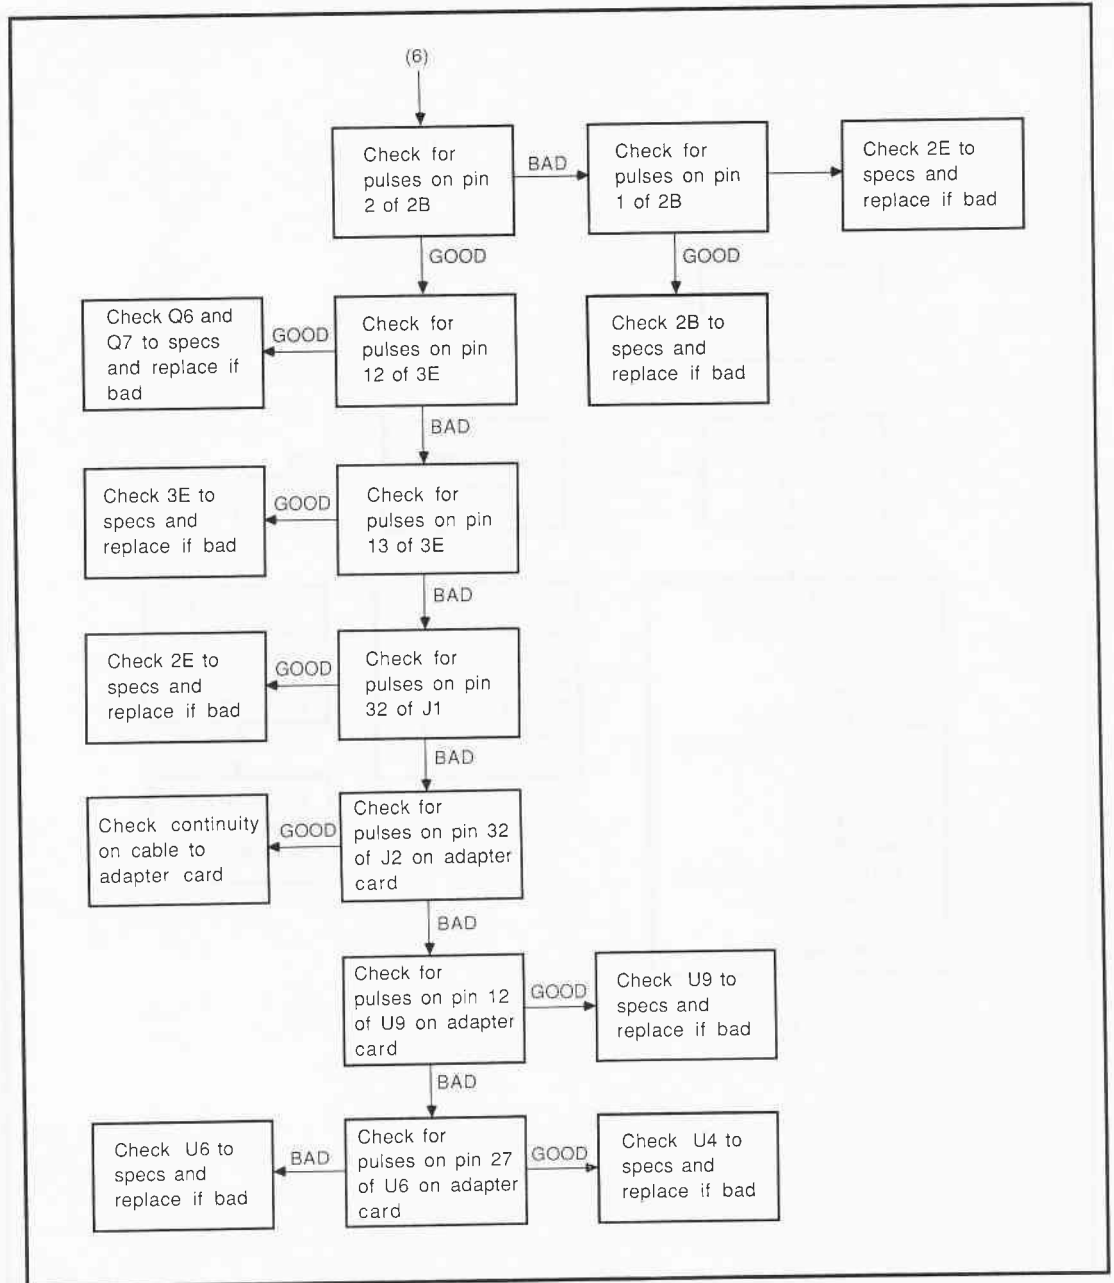 (6)
Check for
pulses on pin
2 of 2B
BAD
Check for
pulses on pin
1 of 2B
Check 2E to
specs and
replace if bad
GOOD
GOOD
Check Q6 and
Q7 to specs
and replace if
bad
GOOD
Check for
pulses on pin
12 of 3E
Check 2B to
specs and
replace if bad
BAD
Check 3E to
specs and
replace if bad
GOOD
Check for
pulses on pin
13 of 3E
BAD
Check 2E to
specs and
replace if bad
GOOD
Check for
pulses on pin
32 of J1
BAD
Check continuity
on cable to
adapter card
GOOD
Check for
pulses on pin 32
of J2 on adapter
card
BAD
Check for
pulses on pin 12
of U9 on adapter
card
GOOD
Check U9 to
specs and
replace if bad
BAD
Check U6 to
specs and
replace if bad
BAD
Check for
pulses on pin 27
of U6 on adapter
card
GOOD
Check U4 to
specs and
replace if bad